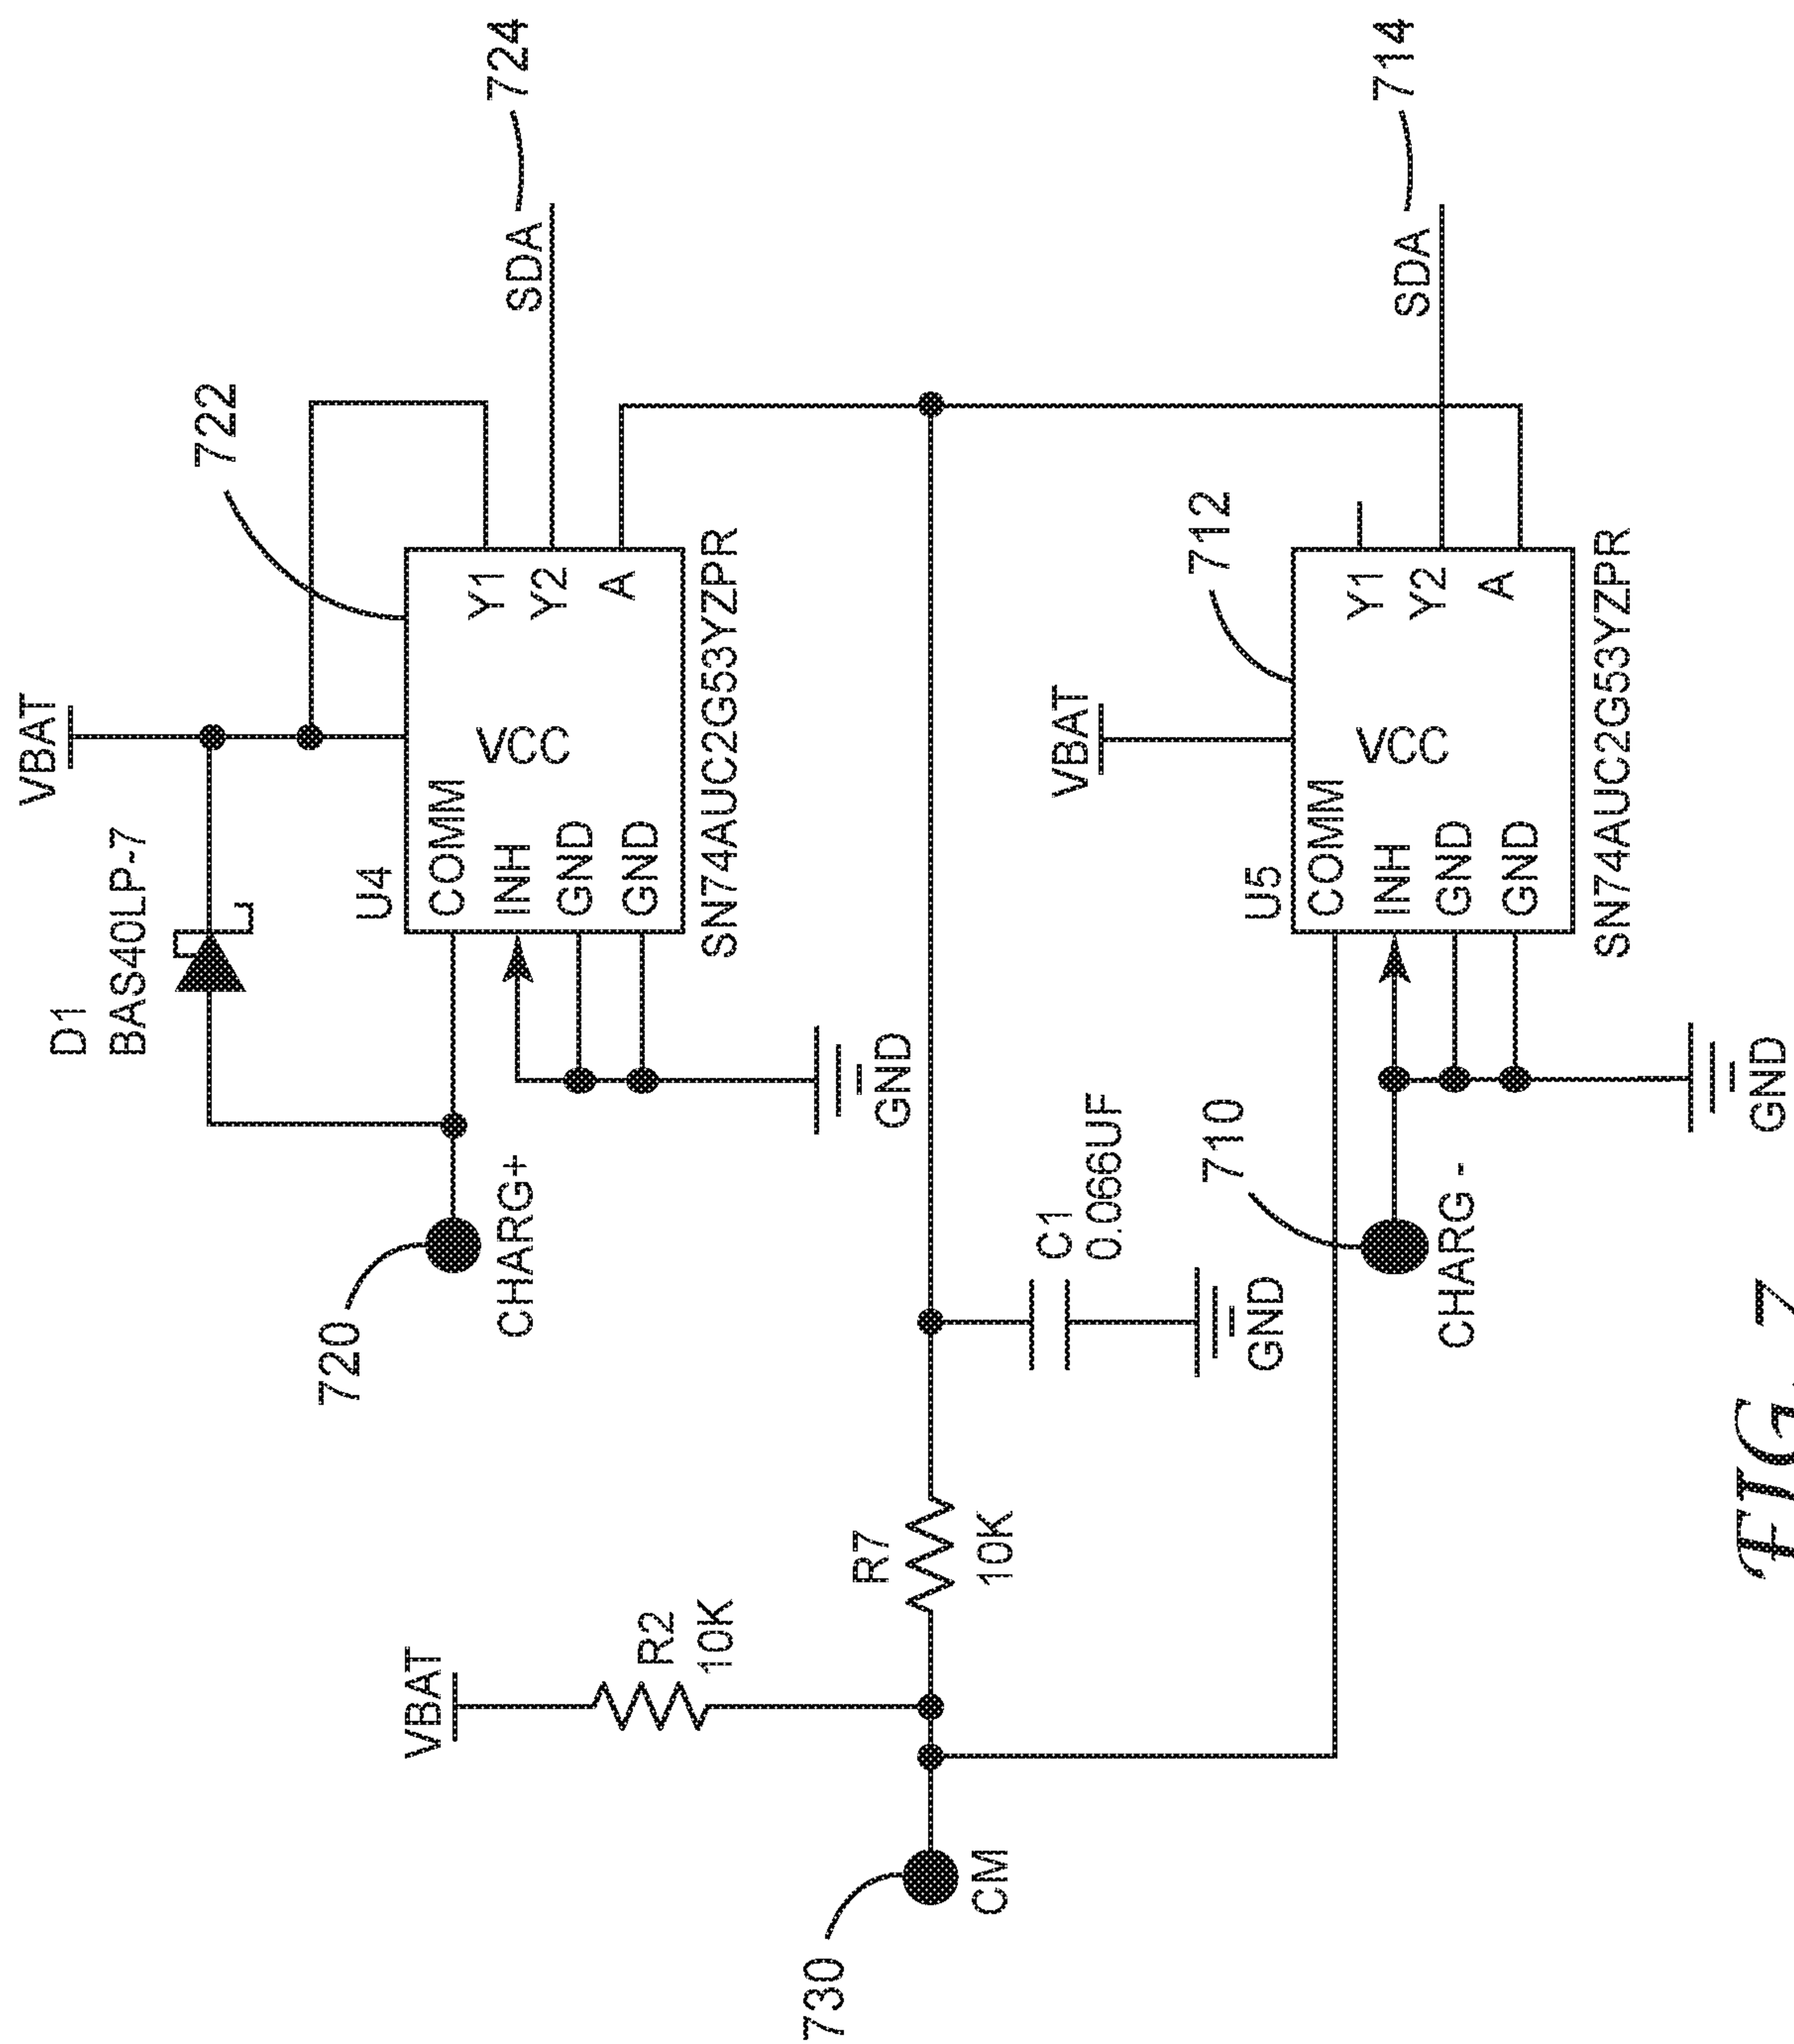 VBAT
D1
BAS40LP-7
722
U4
COMM
INH
GND
GND
VCC
Y1
Y2
A
SN74AUC2G53YZPR
SDA
724
720
CHARG+
GND
VBAT
R2
10K
R7
10K
730
CM
C1
0.066UF
GND
VBAT
712
U5
COMM
INH
GND
GND
VCC
Y1
Y2
A
SN74AUC2G53YZPR
SDA
714
710
CHARG -
GND
FIG. 7